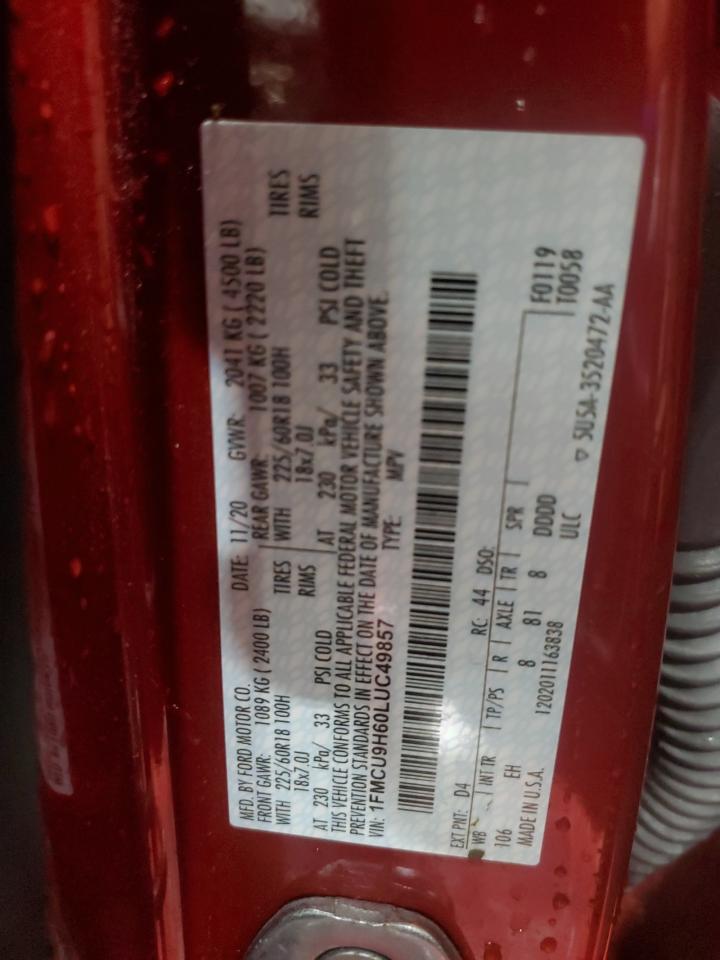 MFD. BY FORD MOTOR CO.
DATE: 11/20 GVWR: 2041 KG ( 4500 LB)
FRONT GAWR: 1089 KG ( 2400 LB) REAR GAWR: 1007 KG ( 2220 LB)
WITH 225/60R18 100H TIRES WITH 225/60R18 100H TIRES
18x7.0J RIMS 18x7.0J RIMS
AT 230 kPa/ 33 PSI COLD AT 230 kPa/ 33 PSI COLD
THIS VEHICLE CONFORMS TO ALL APPLICABLE FEDERAL MOTOR VEHICLE SAFETY AND THEFT
PREVENTION STANDARDS IN EFFECT ON THE DATE OF MANUFACTURE SHOWN ABOVE.
VIN: 1FMCU9H60LUC49857 TYPE: MPV
EXT PNT: D4 RC: 44 DSO:
WB INT TR TP/PS R AXLE TR SPR F0119
106 EH 8 81 8 DDDD T0058
MADE IN U.S.A. 1202011163838 ULC
5U5A-3520472-AA